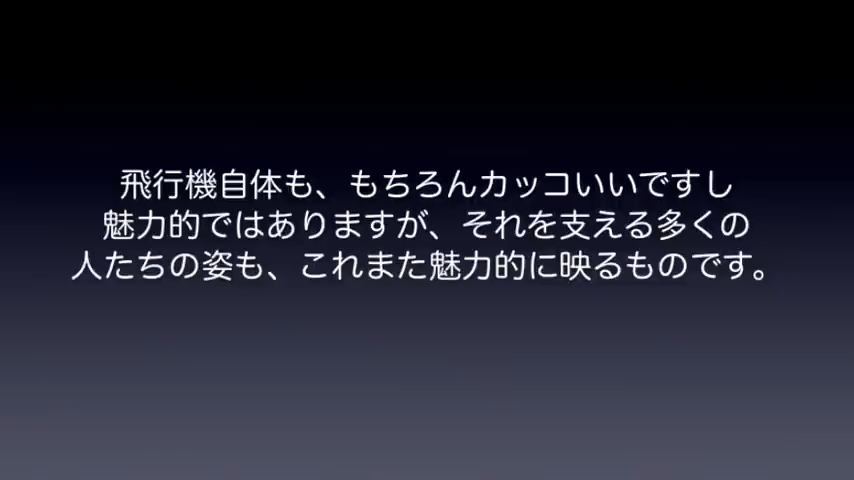 飛行機自体も、もちろんカッコいいですし
魅力的ではありますが、それを支える多くの
人たちの姿も、これまた魅力的に映るものです。